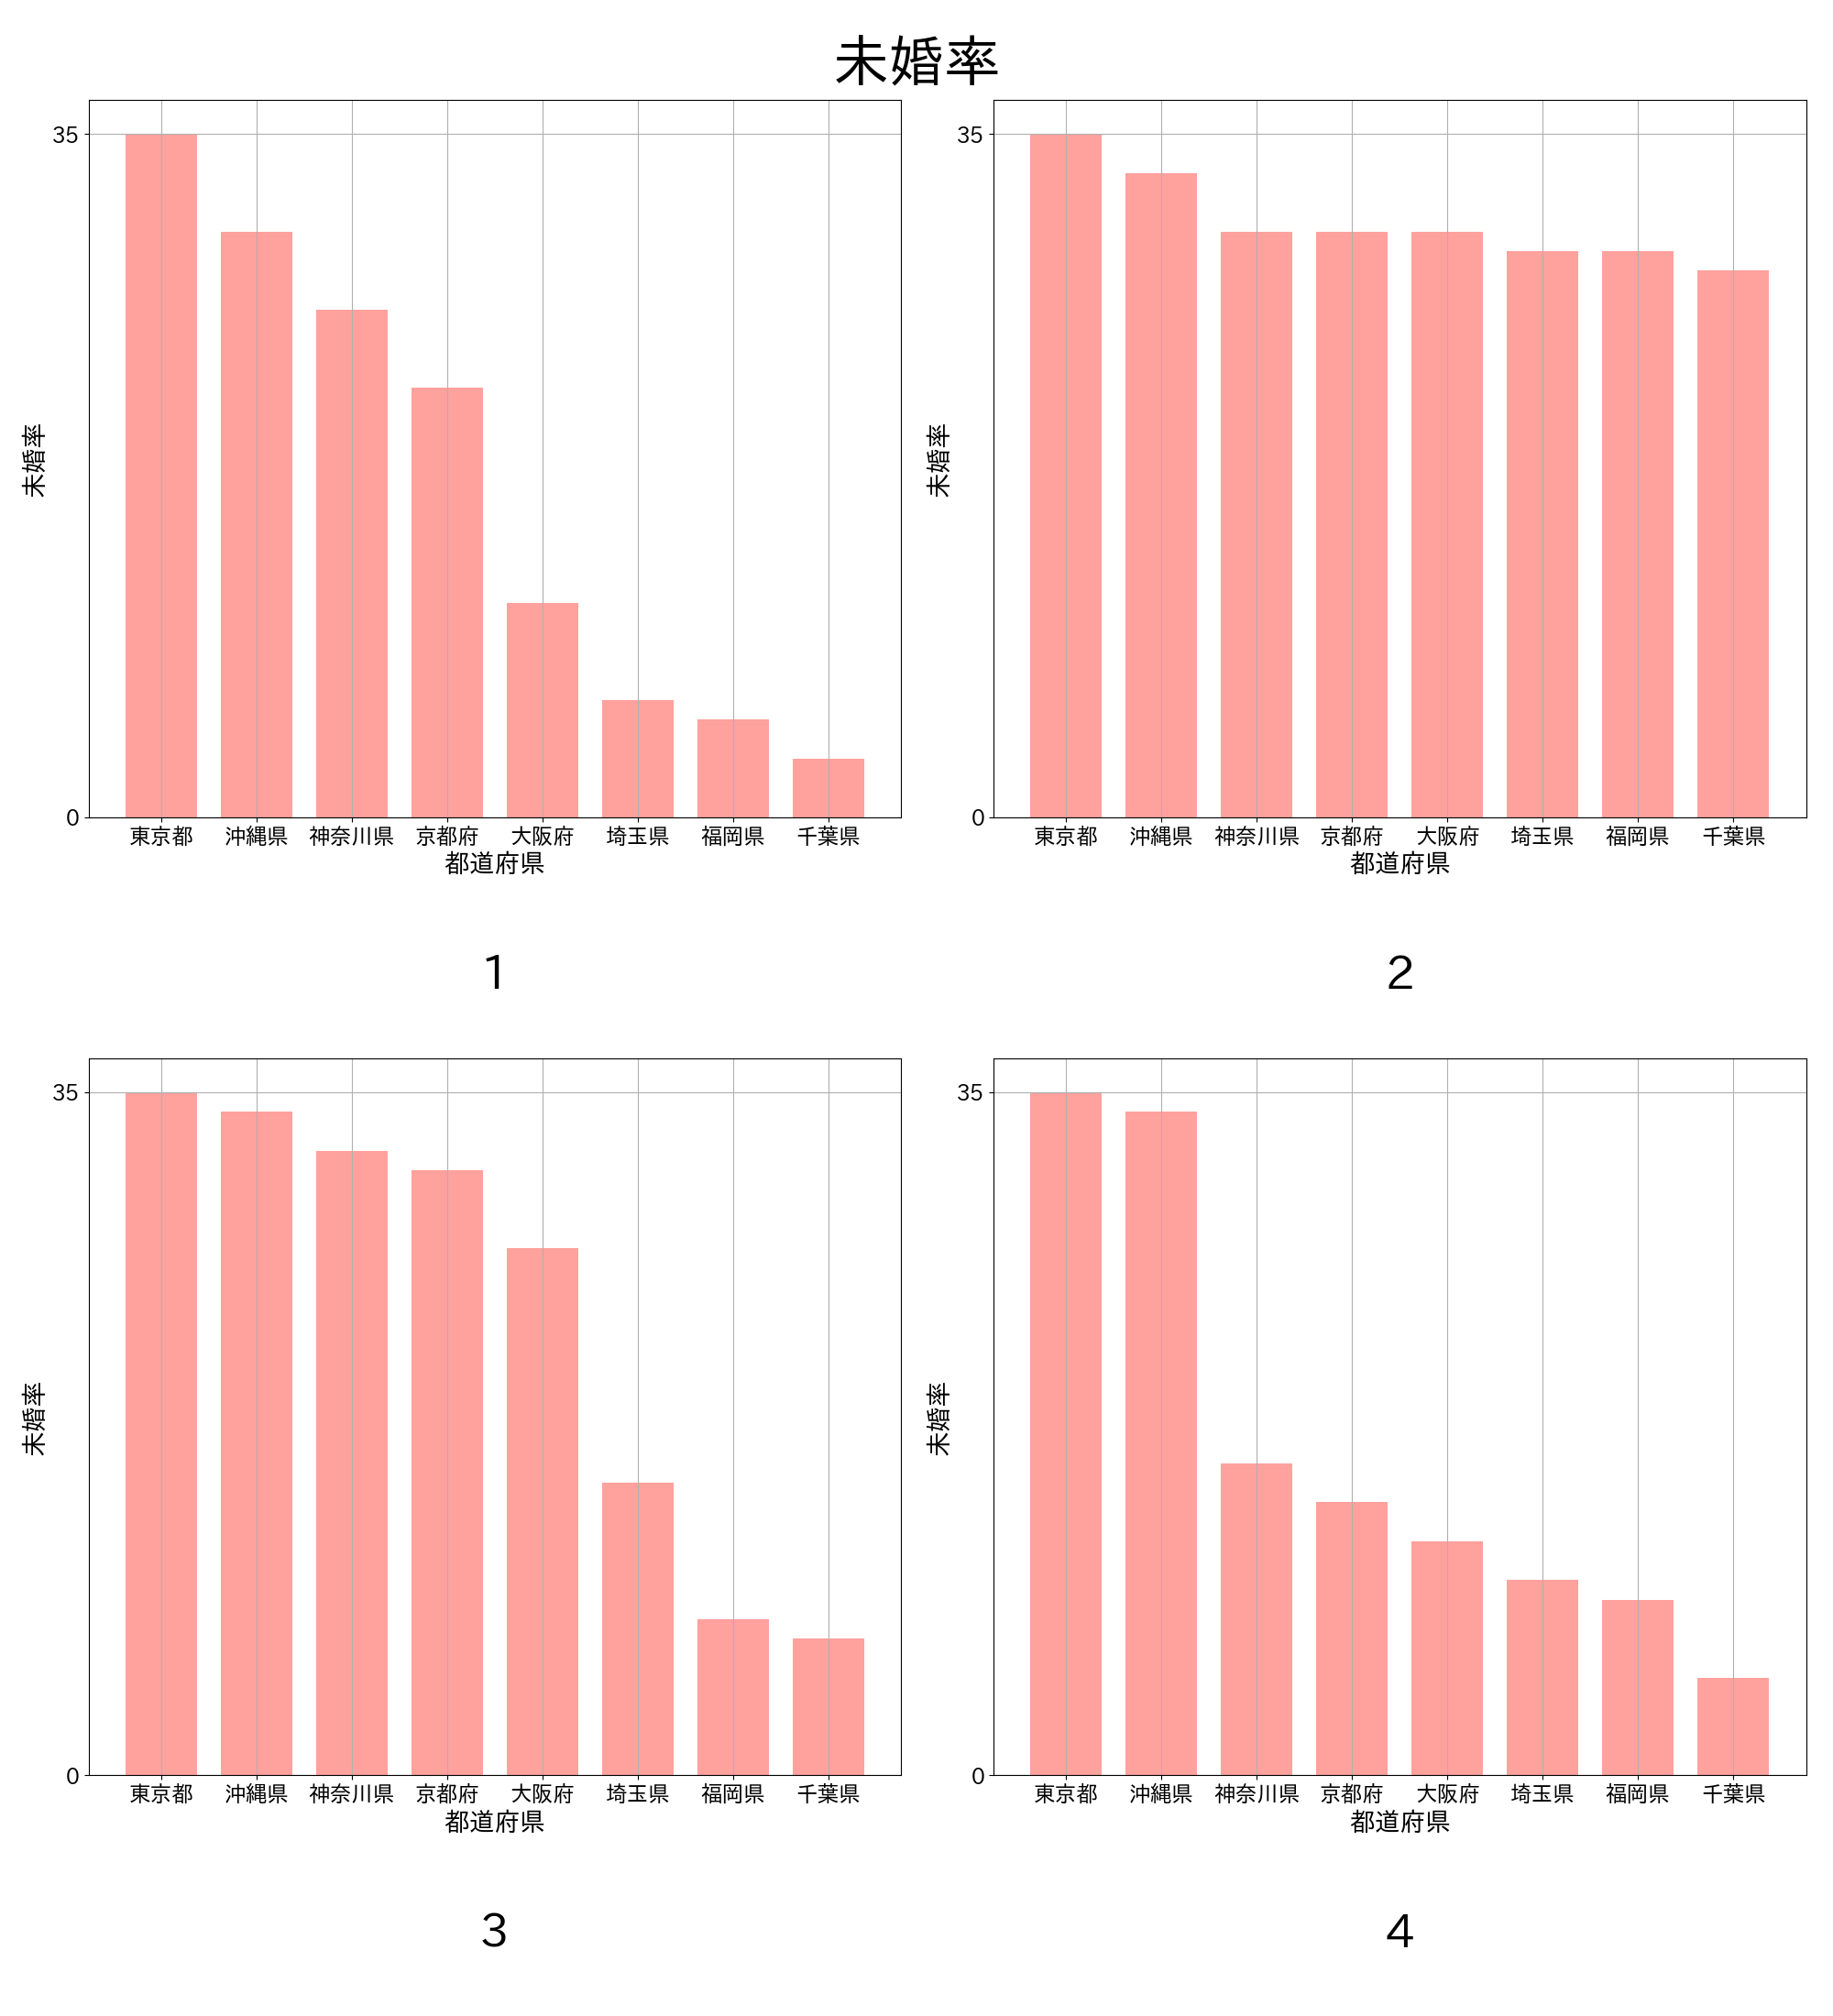 未婚率
35
0
未婚率
東京都 沖縄県 神奈川県 京都府 大阪府 埼玉県 福岡県 千葉県
都道府県
1
35
0
未婚率
東京都 沖縄県 神奈川県 京都府 大阪府 埼玉県 福岡県 千葉県
都道府県
2
35
0
未婚率
東京都 沖縄県 神奈川県 京都府 大阪府 埼玉県 福岡県 千葉県
都道府県
3
35
0
未婚率
東京都 沖縄県 神奈川県 京都府 大阪府 埼玉県 福岡県 千葉県
都道府県
4